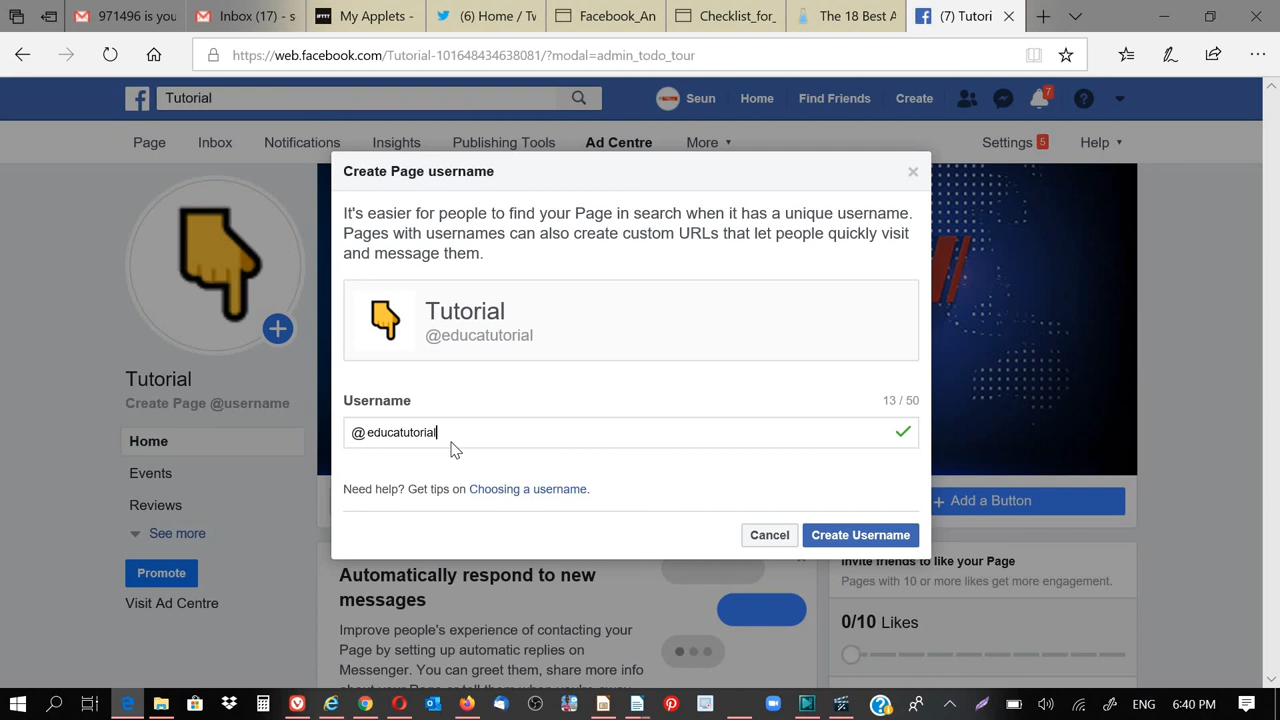 971496 is you
Inbox (17) - s
My Applets -
(6) Home / Tw
Facebook_An
Checklist_for_
The 18 Best A
(7) Tutori
https://web.facebook.com/Tutorial-101648434638081/?modal=admin_todo_tour
Tutorial
Seun
Home
Find Friends
Create
7
Page
Inbox
Notifications
Insights
Publishing Tools
Ad Centre
More
Settings 5
Help
Create Page username
It's easier for people to find your Page in search when it has a unique username.
Pages with usernames can also create custom URLs that let people quickly visit
and message them.
Tutorial
@educatutorial
Username
13 / 50
@educatutorial
Need help? Get tips on Choosing a username.
Cancel
Create Username
Tutorial
Create Page @username
Home
Events
Reviews
See more
Promote
Visit Ad Centre
+ Add a Button
Automatically respond to new
messages
Improve people's experience of contacting your
Page by setting up automatic replies on
Messenger. You can greet them, share more info
Invite friends to like your Page
Pages with 10 or more likes get more engagement.
0/10 Likes
6:40 PM